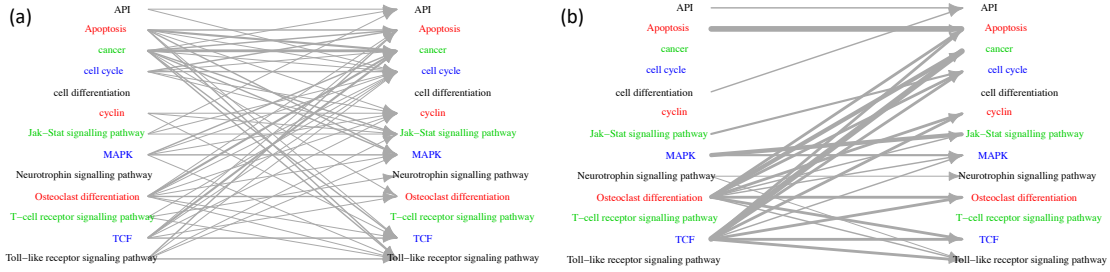 (a)
API
Apoptosis
cancer
cell cycle
cell differentiation
cyclin
Jak-Stat signalling pathway
MAPK
Neurotrophin signalling pathway
Osteoclast differentiation
T-cell receptor signalling pathway
TCF
Toll-like receptor signaling pathway
API
Apoptosis
cancer
cell cycle
cell differentiation
cyclin
Jak-Stat signalling pathway
MAPK
Neurotrophin signalling pathway
Osteoclast differentiation
T-cell receptor signalling pathway
TCF
Toll-like receptor signaling pathway
(b)
API
Apoptosis
cancer
cell cycle
cell differentiation
cyclin
Jak-Stat signalling pathway
MAPK
Neurotrophin signalling pathway
Osteoclast differentiation
T-cell receptor signalling pathway
TCF
Toll-like receptor signaling pathway
API
Apoptosis
cancer
cell cycle
cell differentiation
cyclin
Jak-Stat signalling pathway
MAPK
Neurotrophin signalling pathway
Osteoclast differentiation
T-cell receptor signalling pathway
TCF
Toll-like receptor signaling pathway